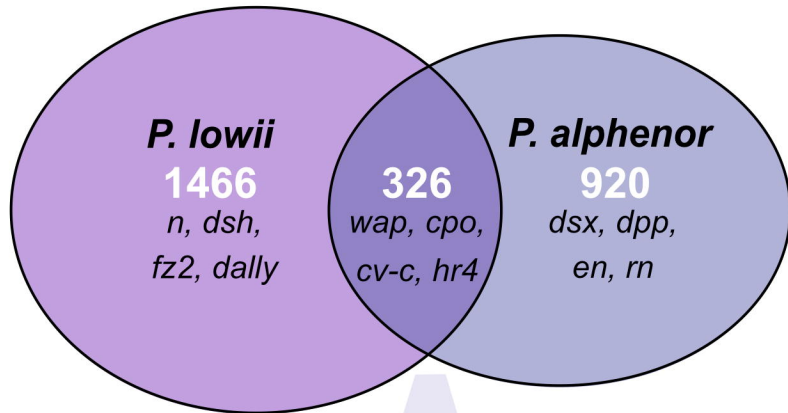 P. lowii
1466
n, dsh,
fz2, dally
326
wap, cpo,
cv-c, hr4
P. alphenor
920
dsx, dpp,
en, rn